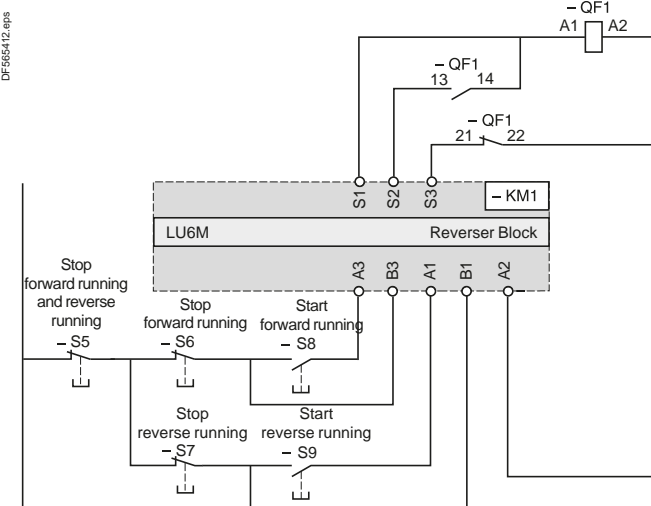 DF565412.eps
– QF1
A1 A2
– QF1
13 14
– QF1
21 22
S1 S2 S3
– KM1
LU6M Reverser Block
A3 B3 A1 B1 A2
Stop
forward running
and reverse
running
– S5
Stop
forward running
– S6
Start
forward running
– S8
Stop
reverse running
– S7
Start
reverse running
– S9